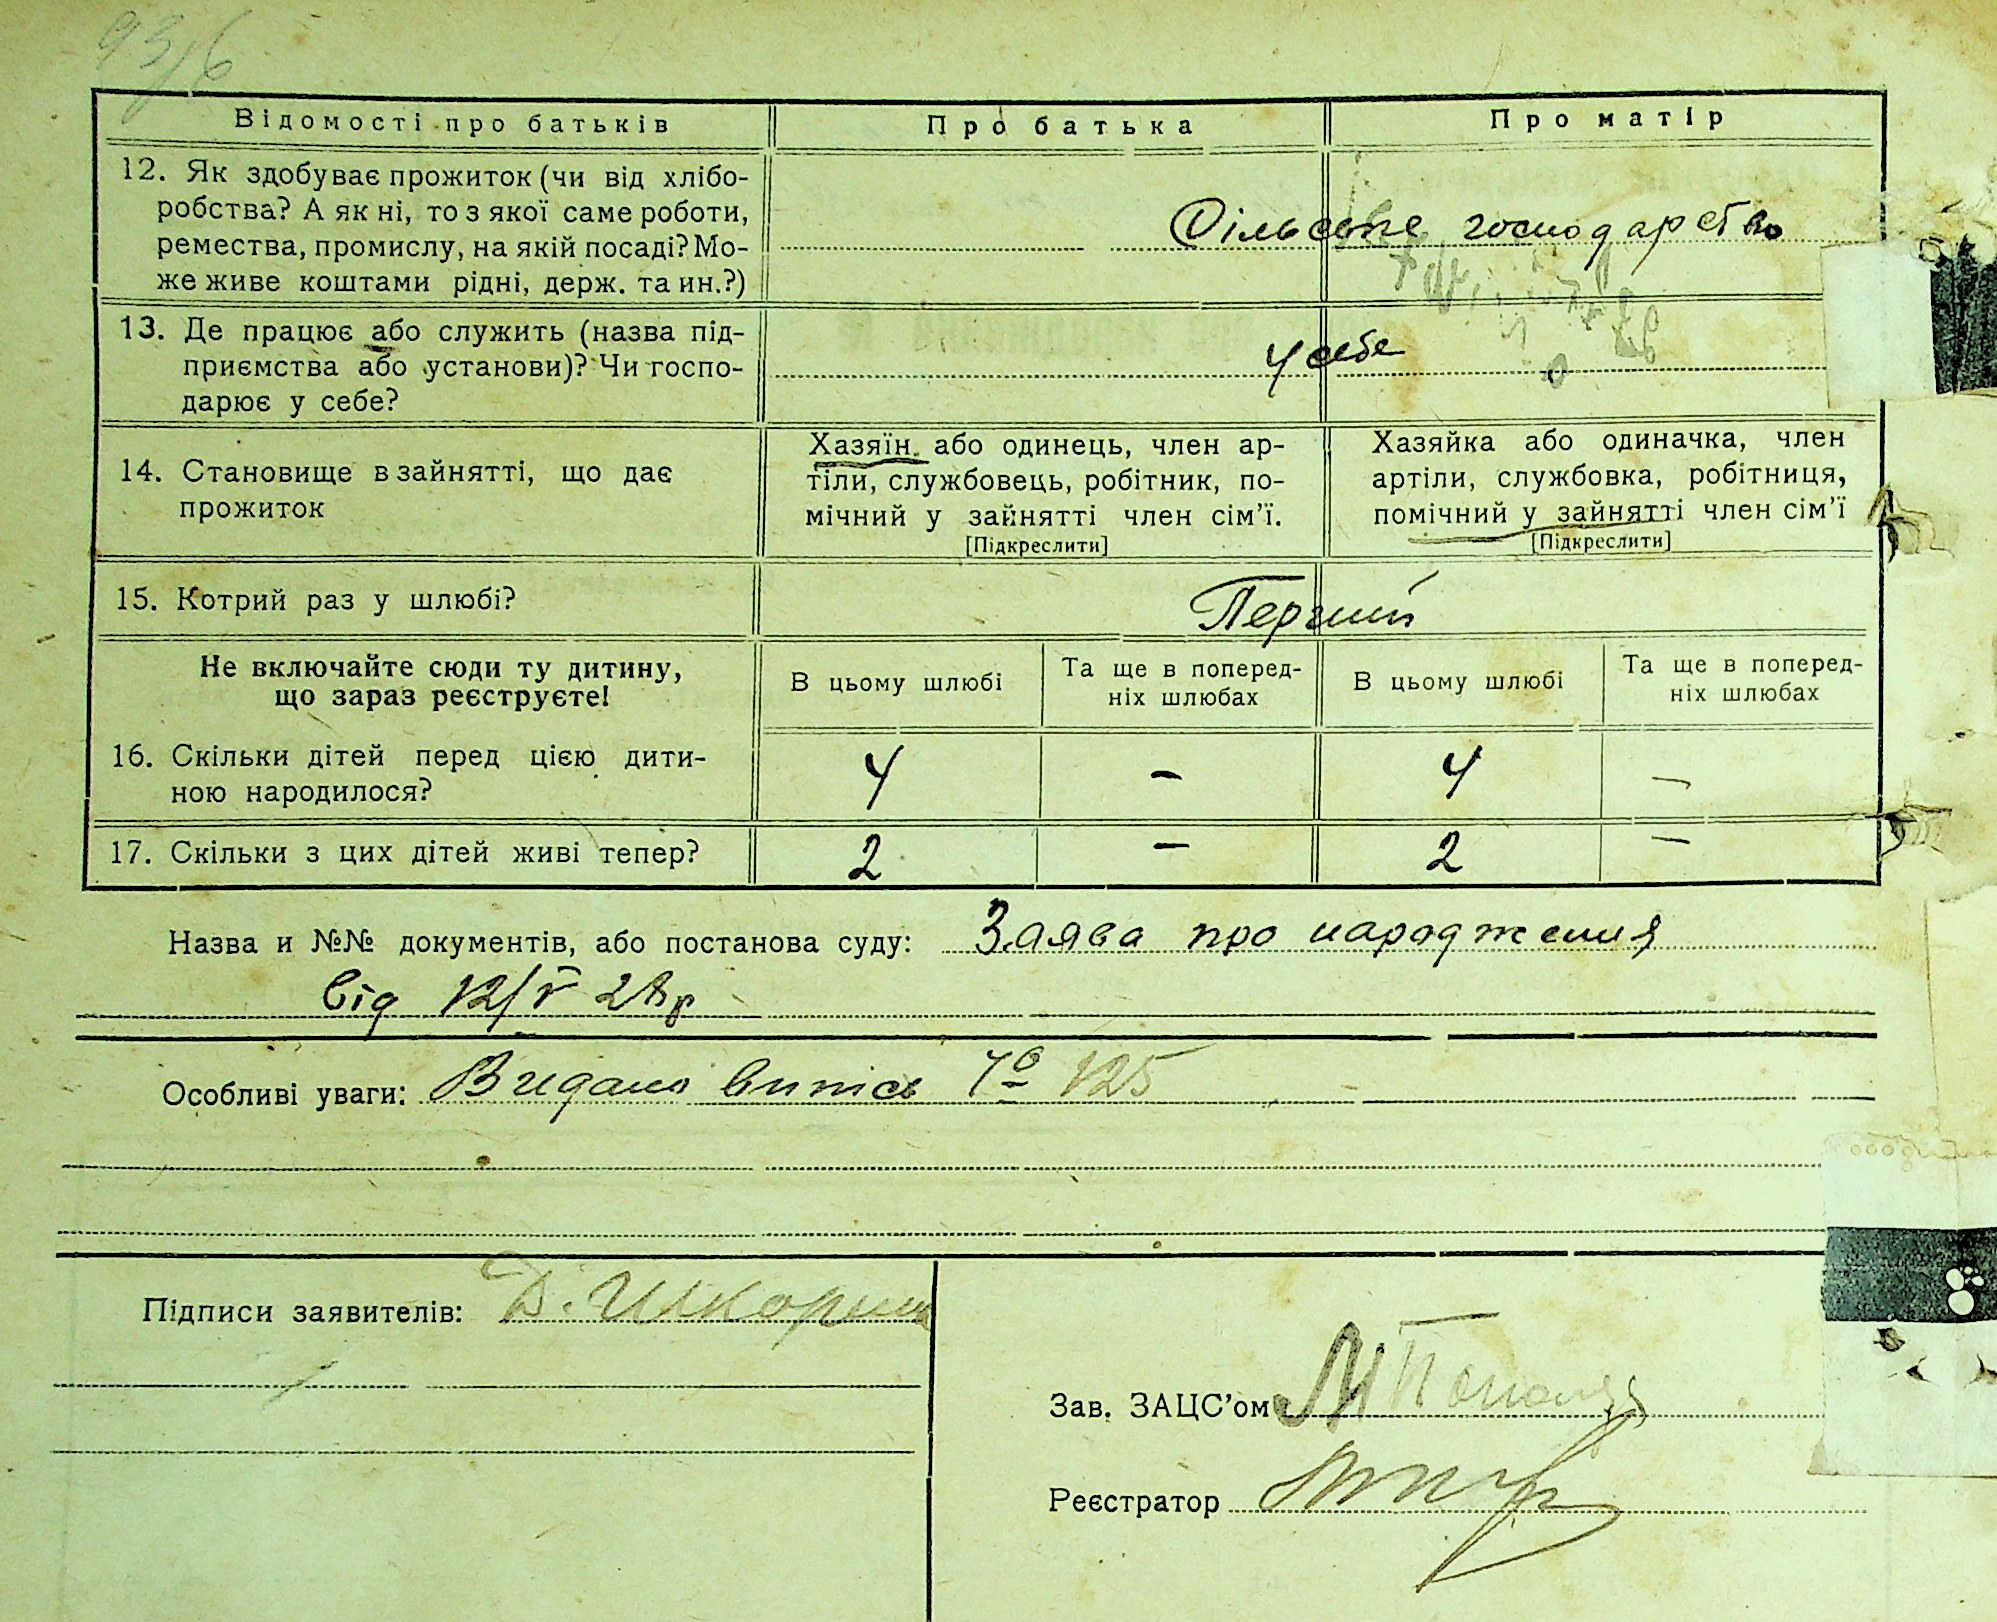 93/6
Відомості про батьків
Про батька
Про матір
12. Як здобуває прожиток (чи від хлібо-
робства? А як ні, то з якої саме роботи,
ремества, промислу, на якій посаді? Мо-
же живе коштами рідні, держ. та ин.?)
Сільське господарство
13. Де працює або служить (назва під-
приємства або установи)? Чи госпо-
дарює у себе?
У себе
14. Становище в зайнятті, що дає
прожиток
Хазяїн або одинець, член ар-
тіли, службовець, робітник, по-
мічний у зайнятті член сім'ї.
[Підкреслити]
Хазяйка або одиначка, член
артіли, службовка, робітниця,
помічний у зайнятті член сім'ї
[Підкреслити]
15. Котрий раз у шлюбі?
Перший
Не включайте сюди ту дитину,
що зараз реєструєте!
В цьому шлюбі
Та ще в поперед-
ніх шлюбах
В цьому шлюбі
Та ще в поперед-
ніх шлюбах
16. Скільки дітей перед цією дити-
ною народилося?
4 – 4 –
17. Скільки з цих дітей живі тепер?
2 – 2 –
Назва и №№ документів, або постанова суду: Заява про народження
від 12/V 28р
Особливі уваги: Видана випись 125
Підписи заявителів:
Зав. ЗАЦС'ом
Реєстратор